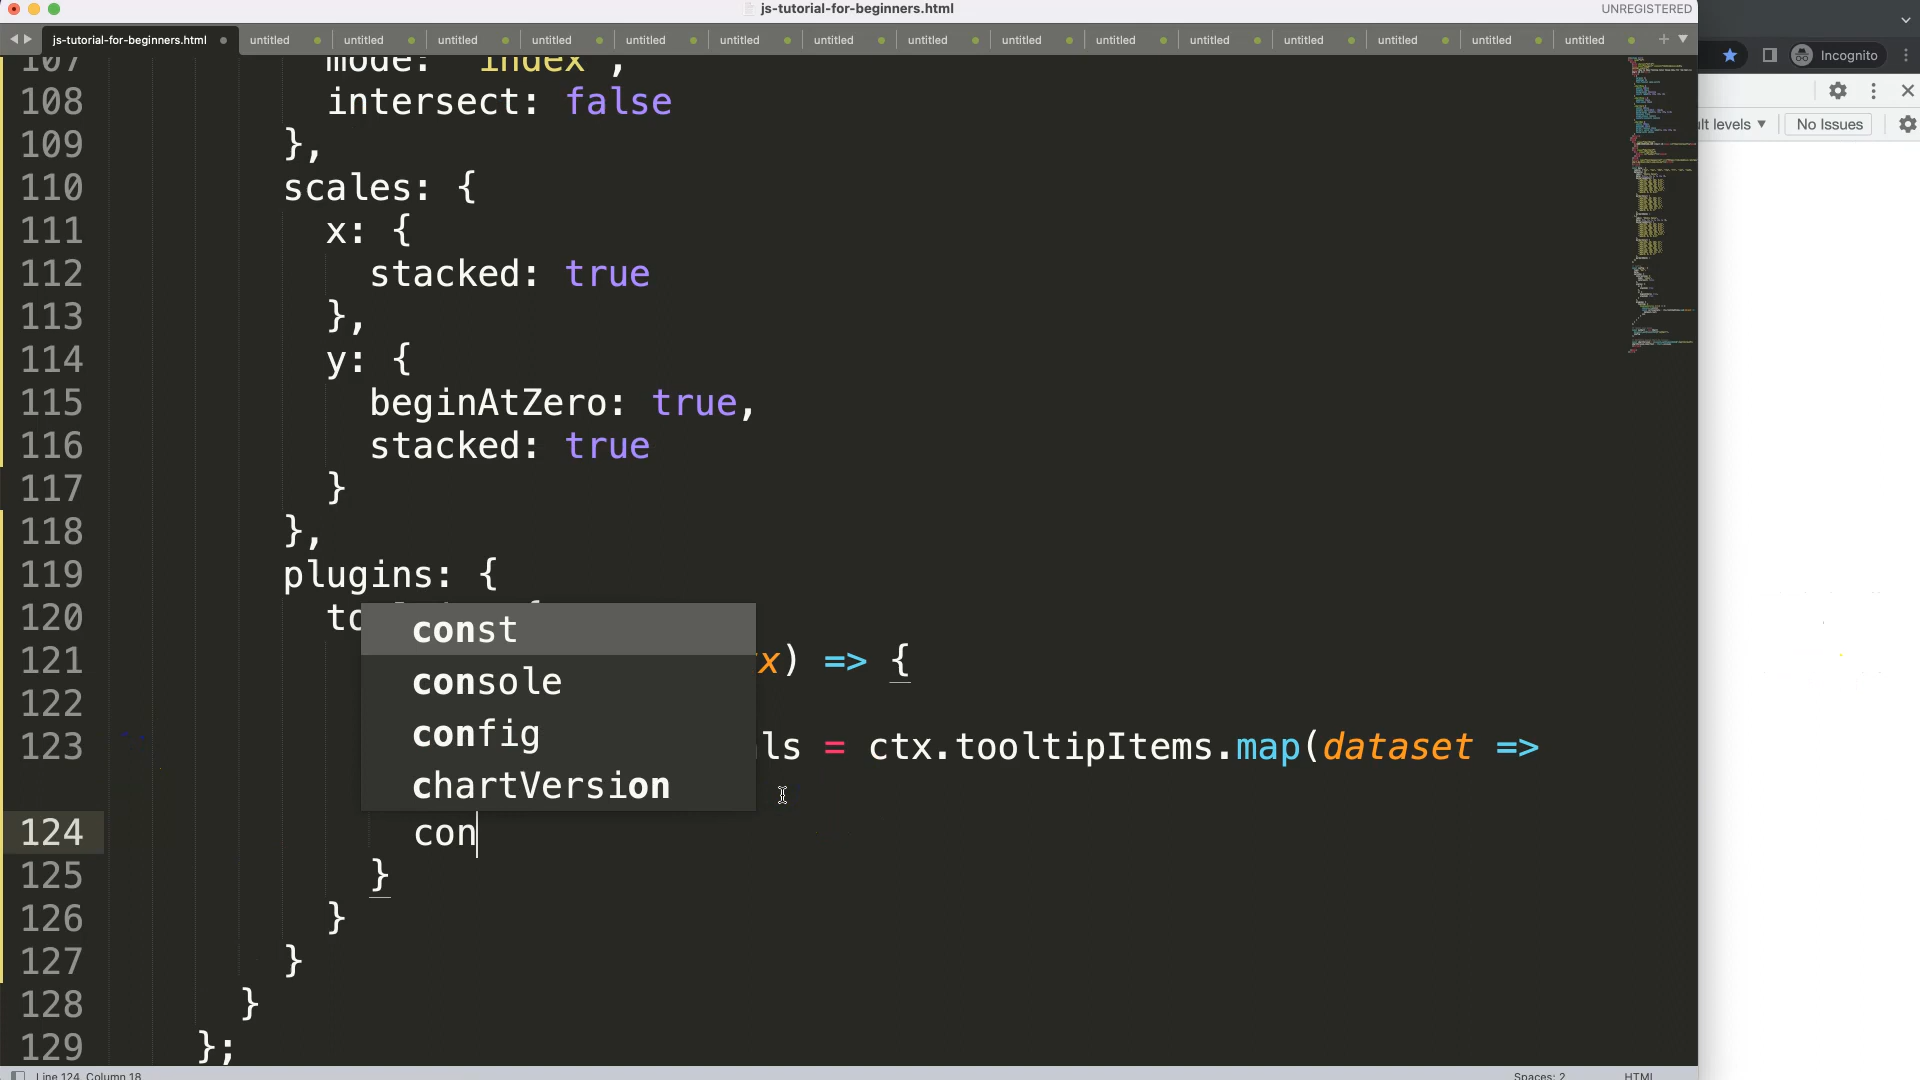 js-tutorial-for-beginners.html
UNREGISTERED
js-tutorial-for-beginners.html untitled untitled untitled untitled untitled untitled untitled untitled untitled untitled untitled untitled untitled untitled untitled
Incognito
levels No Issues
107 mode: 'index',
108 intersect: false
109 },
110 scales: {
111 x: {
112 stacked: true
113 },
114 y: {
115 beginAtZero: true,
116 stacked: true
117 }
118 },
119 plugins: {
120 {
121 x) => {
122
123 ls = ctx.tooltipItems.map(dataset =>
const
console
config
chartVersion
124 con
125 }
126 }
127 }
128 }
129 };
Line 124, Column 18
Spaces: 2 HTML